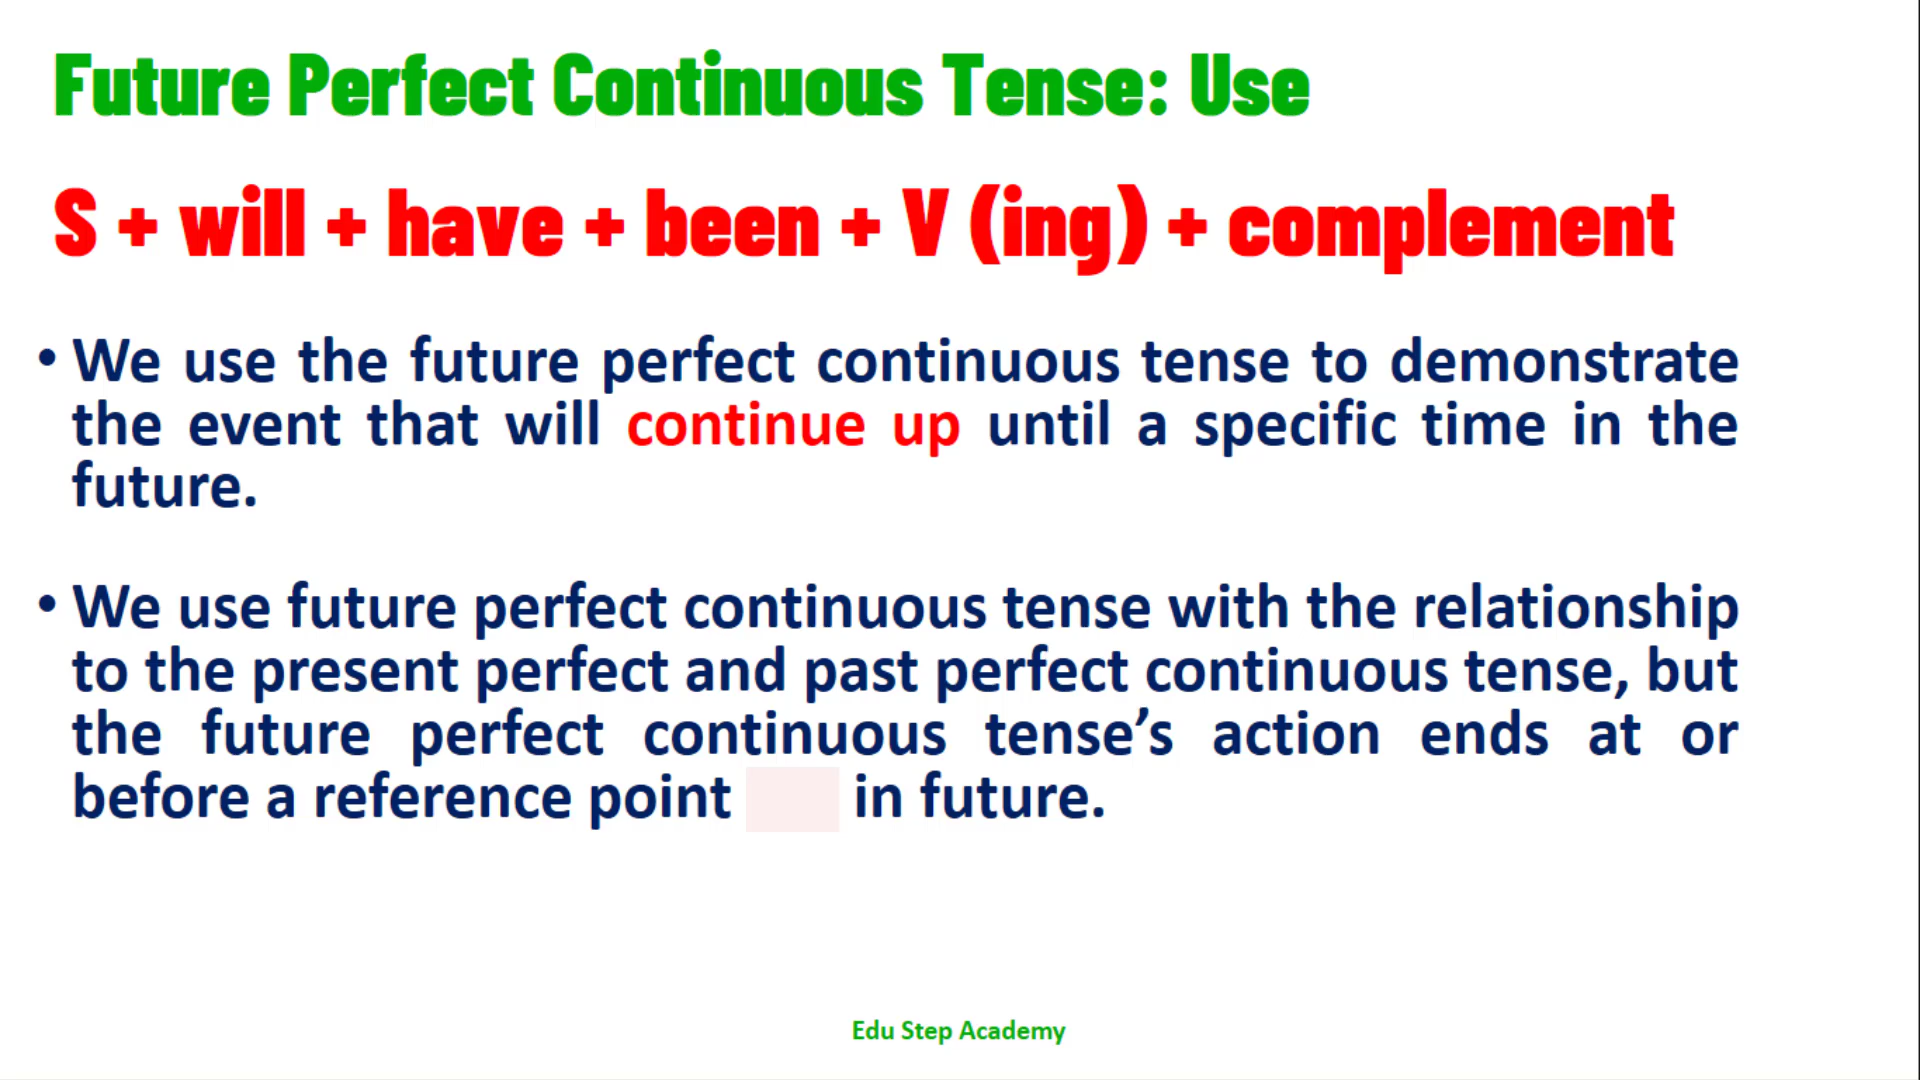 Future Perfect Continuous Tense: Use
S + will + have + been + V (ing) + complement
• We use the future perfect continuous tense to demonstrate
the event that will continue up until a specific time in the
future.
• We use future perfect continuous tense with the relationship
to the present perfect and past perfect continuous tense, but
the future perfect continuous tense’s action ends at or
before a reference point in future.
Edu Step Academy